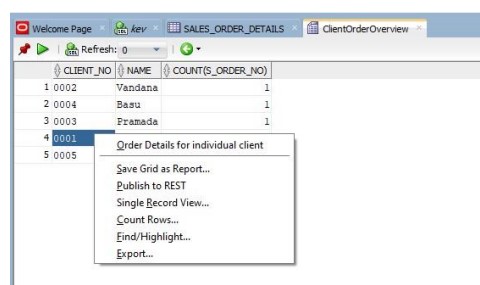 Welcome Page kev SALES_ORDER_DETAILS ClientOrderOverview
Refresh: 0
CLIENT_NO NAME COUNT(S_ORDER_NO)
1 0002 Vandana 1
2 0004 Basu 1
3 0003 Pramada 1
4 0001
5 0005
Order Details for individual client
Save Grid as Report...
Publish to REST
Single Record View...
Count Rows...
Find/Highlight...
Export...